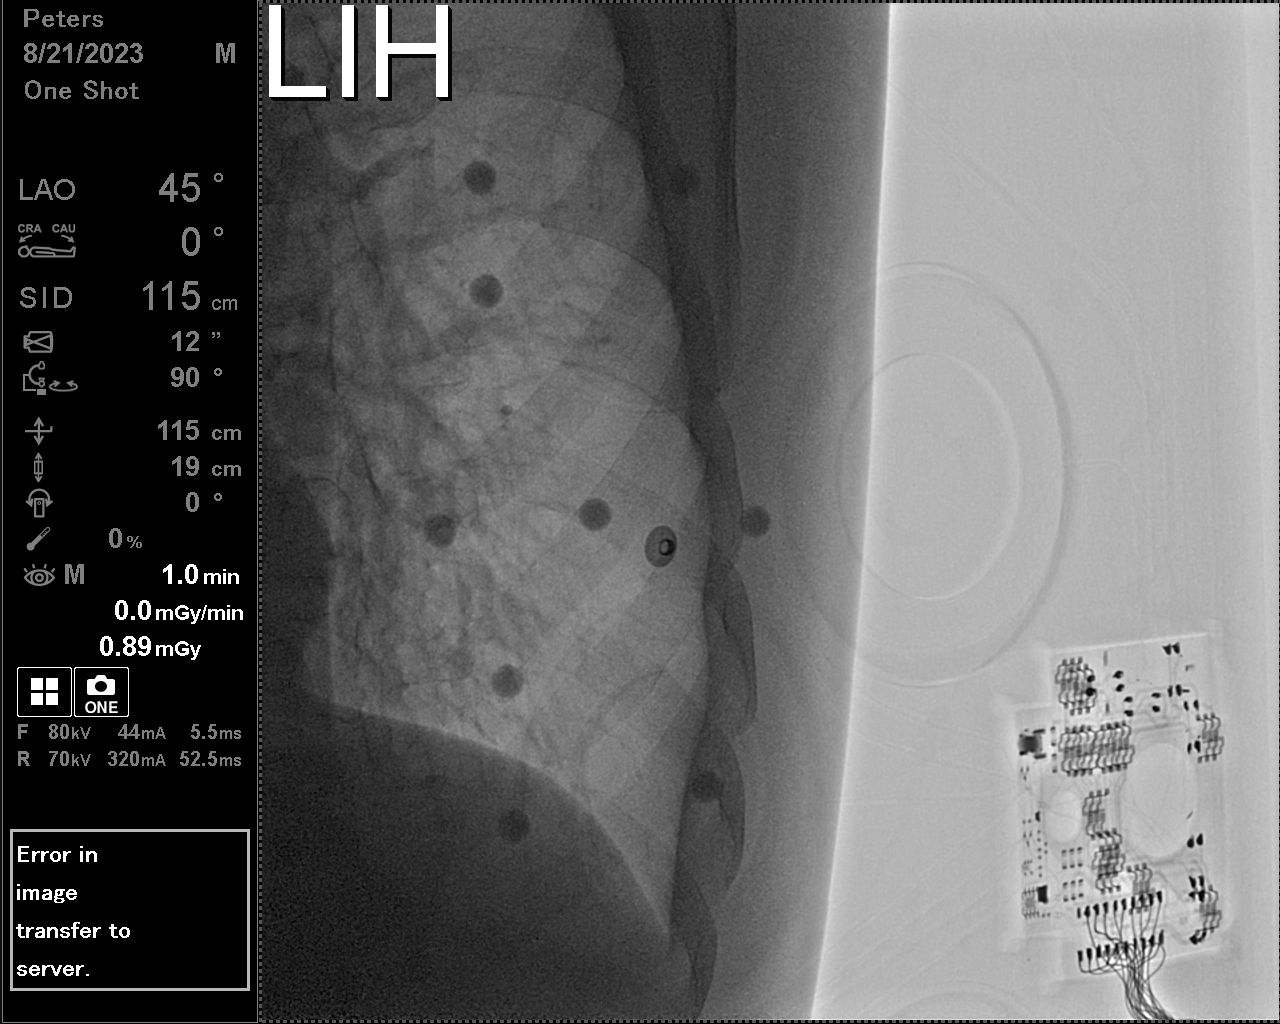 Peters
8/21/2023 M
One Shot
LIH
LAO 45 °
CRA CAU 0 °
SID 115 cm
12 ”
90 °
115 cm
19 cm
0 °
0 %
M 1.0 min
0.0 mGy/min
0.89 mGy
ONE
F 80kV 44mA 5.5ms
R 70kV 320mA 52.5ms
Error in
image
transfer to
server.